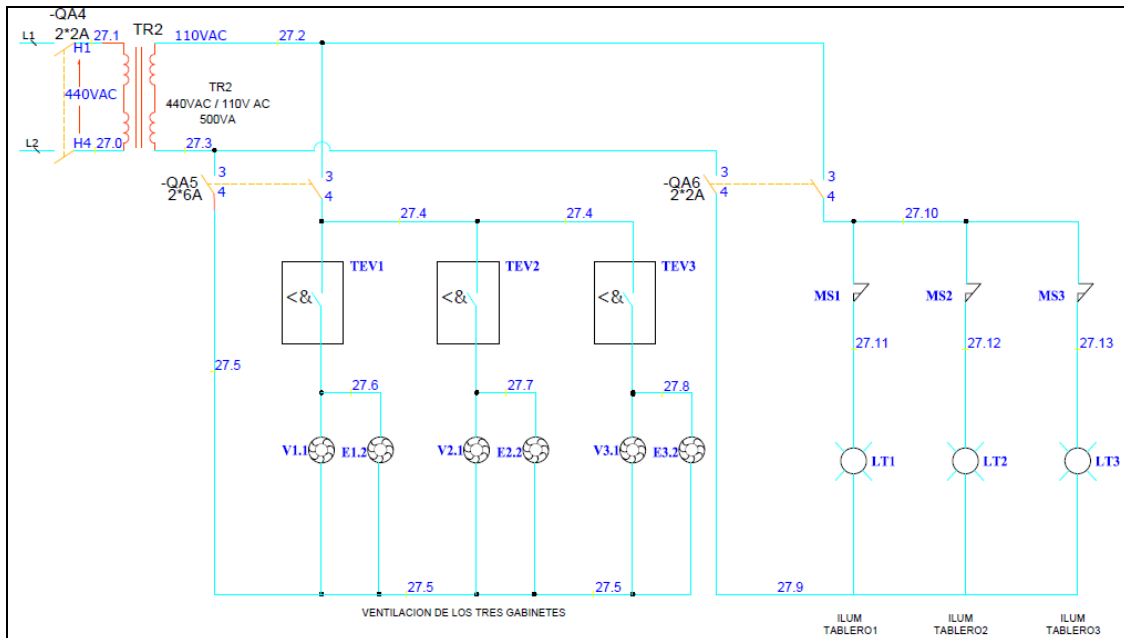 -QA4
2*2A
TR2
L1
27.1
H1
110VAC
27.2
440VAC
TR2
440VAC / 110V AC
500VA
L2
27.0
H4
27.3
-QA5
2*6A
3
4
3
4
-QA6
2*2A
3
4
3
4
27.4
27.4
27.10
TEV1
TEV2
TEV3
<&
<&
<&
MS1
MS2
MS3
27.11
27.12
27.13
27.5
27.6
27.7
27.8
V1.1
E1.2
V2.1
E2.2
V3.1
E3.2
LT1
LT2
LT3
27.5
27.5
27.9
VENTILACION DE LOS TRES GABINETES
ILUM
TABLERO1
ILUM
TABLERO2
ILUM
TABLERO3